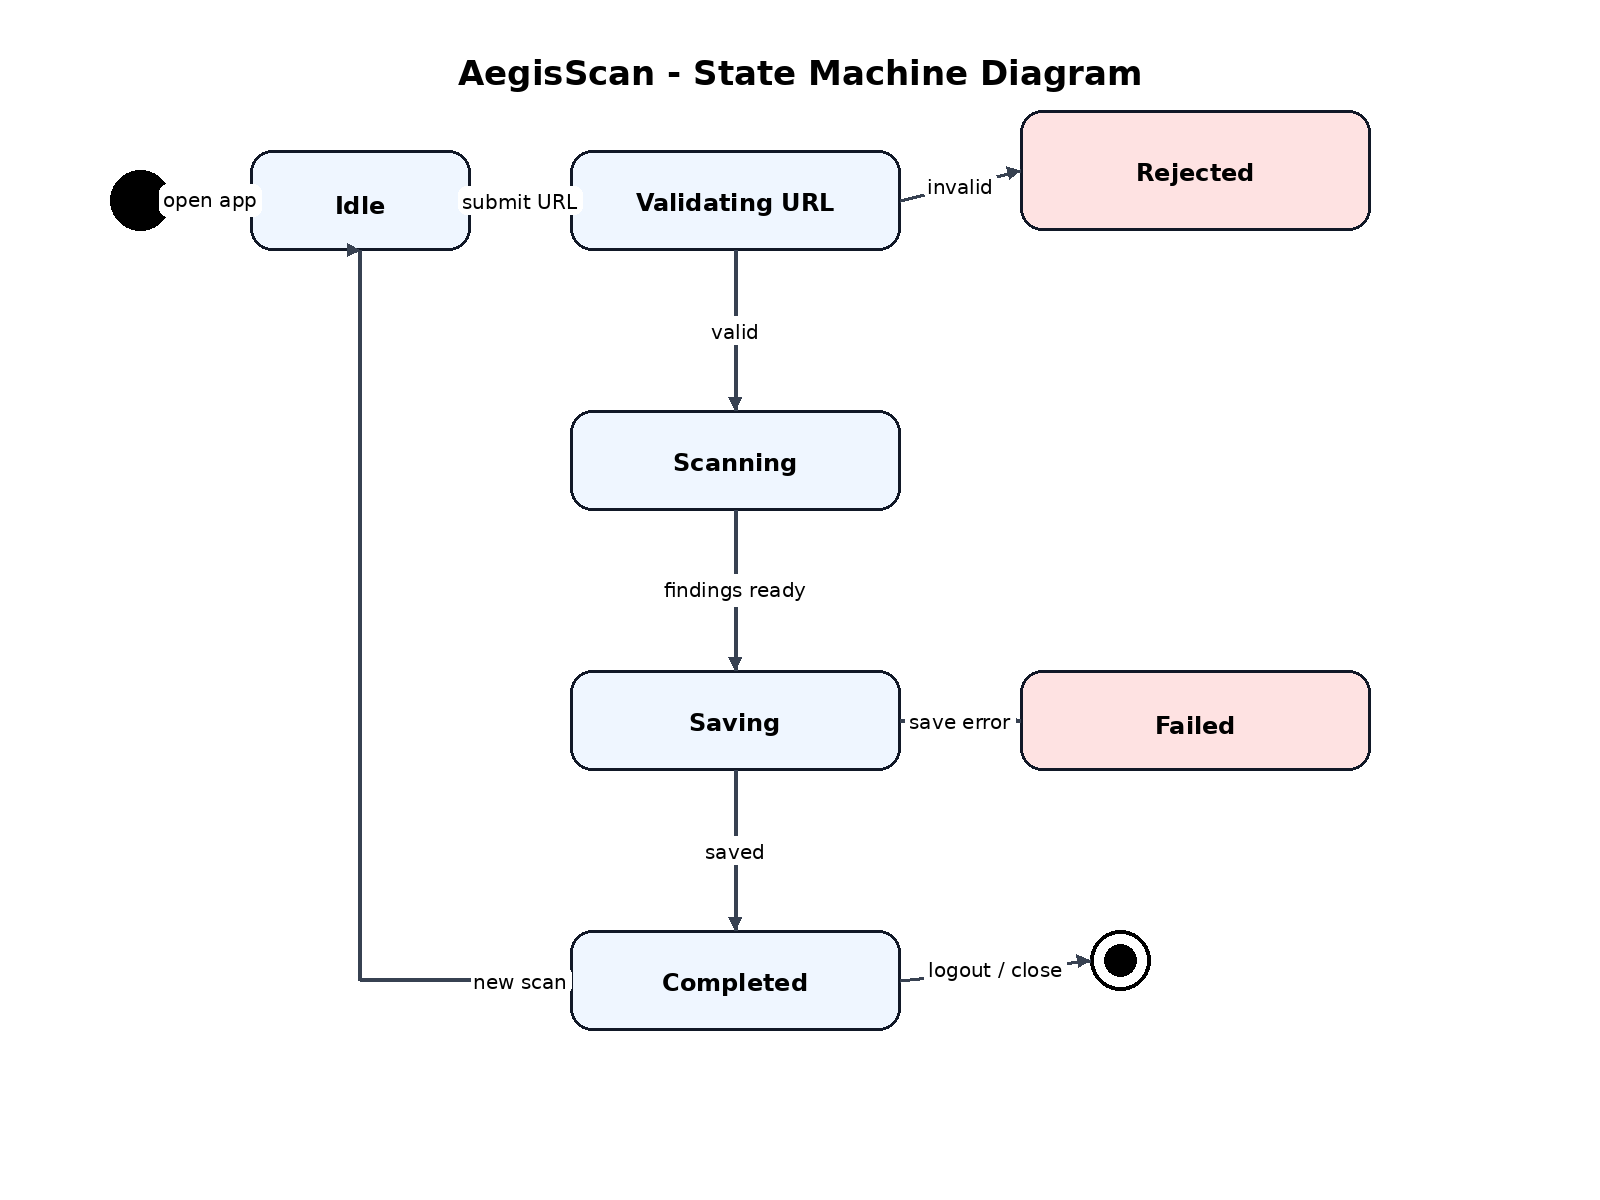 AegisScan - State Machine Diagram
open app
Idle
submit URL
Validating URL
invalid
Rejected
valid
Scanning
findings ready
Saving
save error
Failed
saved
new scan
Completed
logout / close